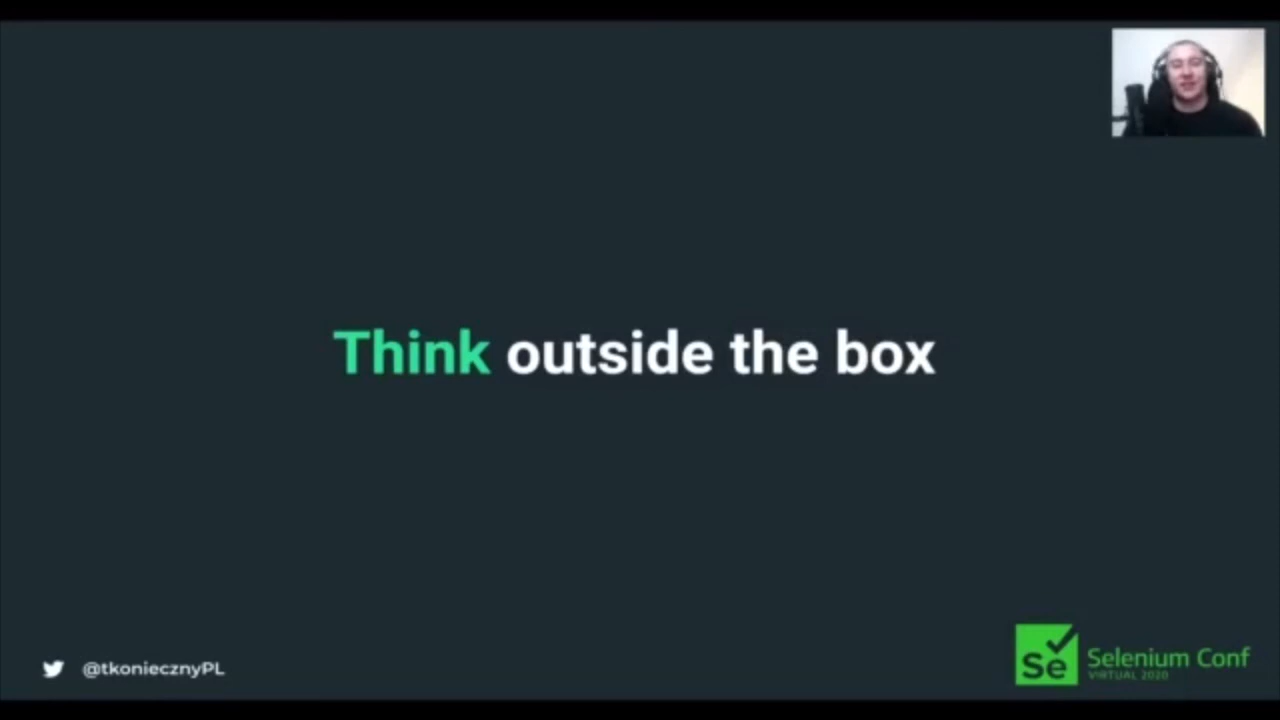 Think outside the box
@tkoniecznyPL
Se
Selenium Conf
VIRTUAL 2020